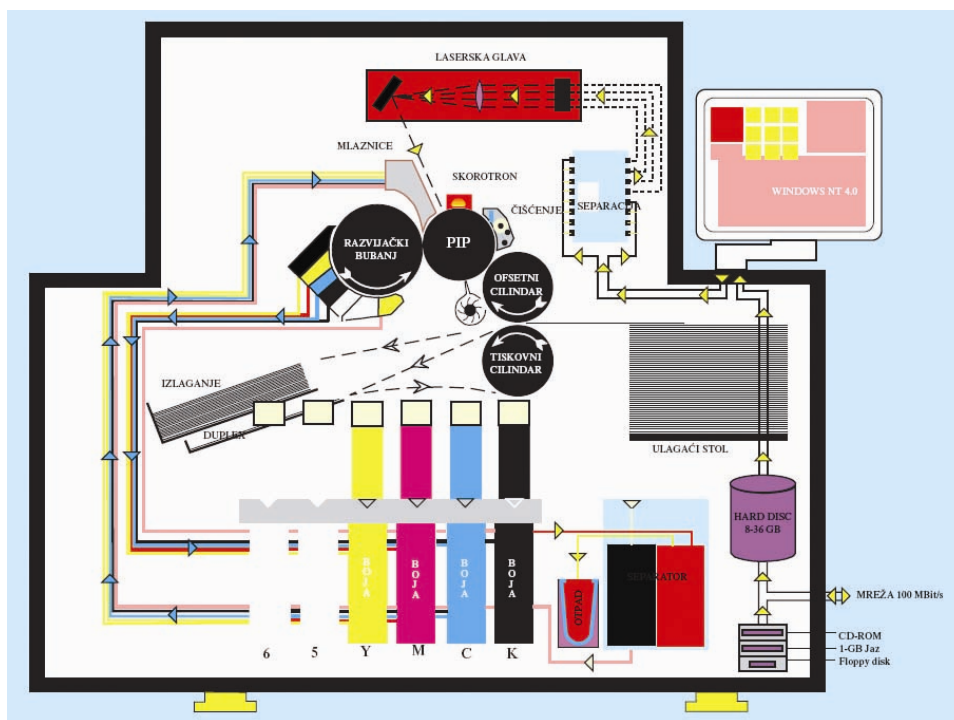 LASERSKA GLAVA
MLAZNICE
SKOROTRON
ČIŠĆENJE
SEPARACIJA
WINDOWS NT 4.0
RAZVIJAČKI
BUBANJ
PIP
OFSETNI
CILINDAR
TISKOVNI
CILINDAR
IZLAGANJE
DUPLEX
ULAGAĆI STOL
HARD DISC
8-36 GB
BOJA
BOJA
BOJA
BOJA
OTPAD
SEPARATOR
MREŽA 100 MBit/s
CD-ROM
1-GB Jaz
Floppy disk
6 5 Y M C K